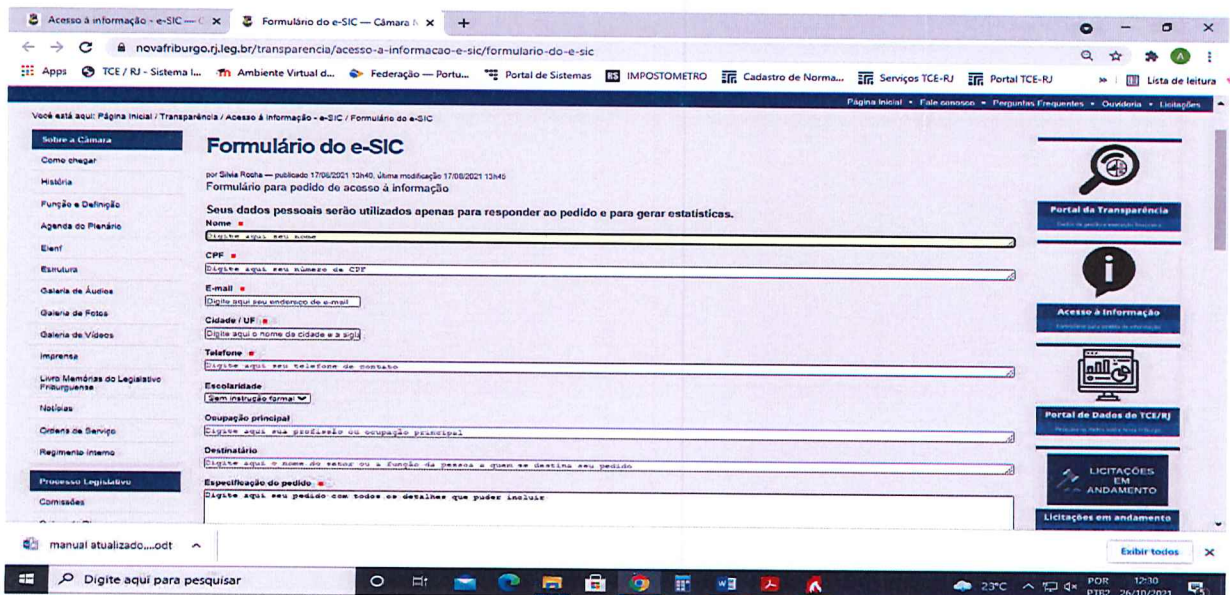 Acesso à informação - e-SIC — C
Formulário do e-SIC — Câmara N
novafriburgo.rj.leg.br/transparencia/acesso-a-informacao-e-sic/formulario-do-e-sic
Apps TCE / RJ - Sistema I... Ambiente Virtual d... Federação — Portu... Portal de Sistemas IMPOSTOMETRO Cadastro de Norma... Serviços TCE-RJ Portal TCE-RJ » Lista de leitura
Página Inicial • Fale conosco • Perguntas Frequentes • Ouvidoria • Licitações
Você está aqui: Página Inicial / Transparência / Acesso à Informação - e-SIC / Formulário do e-SIC
Sobre a Câmara
Como chegar
História
Função e Definição
Agenda do Plenário
Elenf
Estrutura
Galeria de Áudios
Galeria de Fotos
Galeria de Vídeos
Imprensa
Livro Memórias do Legislativo
Friburguense
Notícias
Ordens de Serviço
Regimento Interno
Processo Legislativo
Comissões
Formulário do e-SIC
por Silvia Rocha — publicado 17/06/2021 13h40, última modificação 17/08/2021 13h45
Formulário para pedido de acesso à informação
Seus dados pessoais serão utilizados apenas para responder ao pedido e para gerar estatísticas.
Nome
Digite aqui seu nome
CPF
Digite aqui seu número de CPF
E-mail
Digite aqui seu endereço de e-mail
Cidade / UF
Digite aqui o nome da cidade e a sigla
Telefone
Digite aqui seu telefone de contato
Escolaridade
Sem instrução formal
Ocupação principal
Digite aqui sua profissão ou ocupação principal
Destinatário
Digite aqui o nome do setor ou a função da pessoa a quem se destina seu pedido
Especificação do pedido
Digite aqui seu pedido com todos os detalhes que puder incluir
Portal da Transparência
Acesso à Informação
Portal de Dados do TCE/RJ
LICITAÇÕES
EM
ANDAMENTO
Licitações em andamento
manual atualizado....odt
Exibir todos
Digite aqui para pesquisar
23°C
POR
PTB2
12:30
26/10/2021